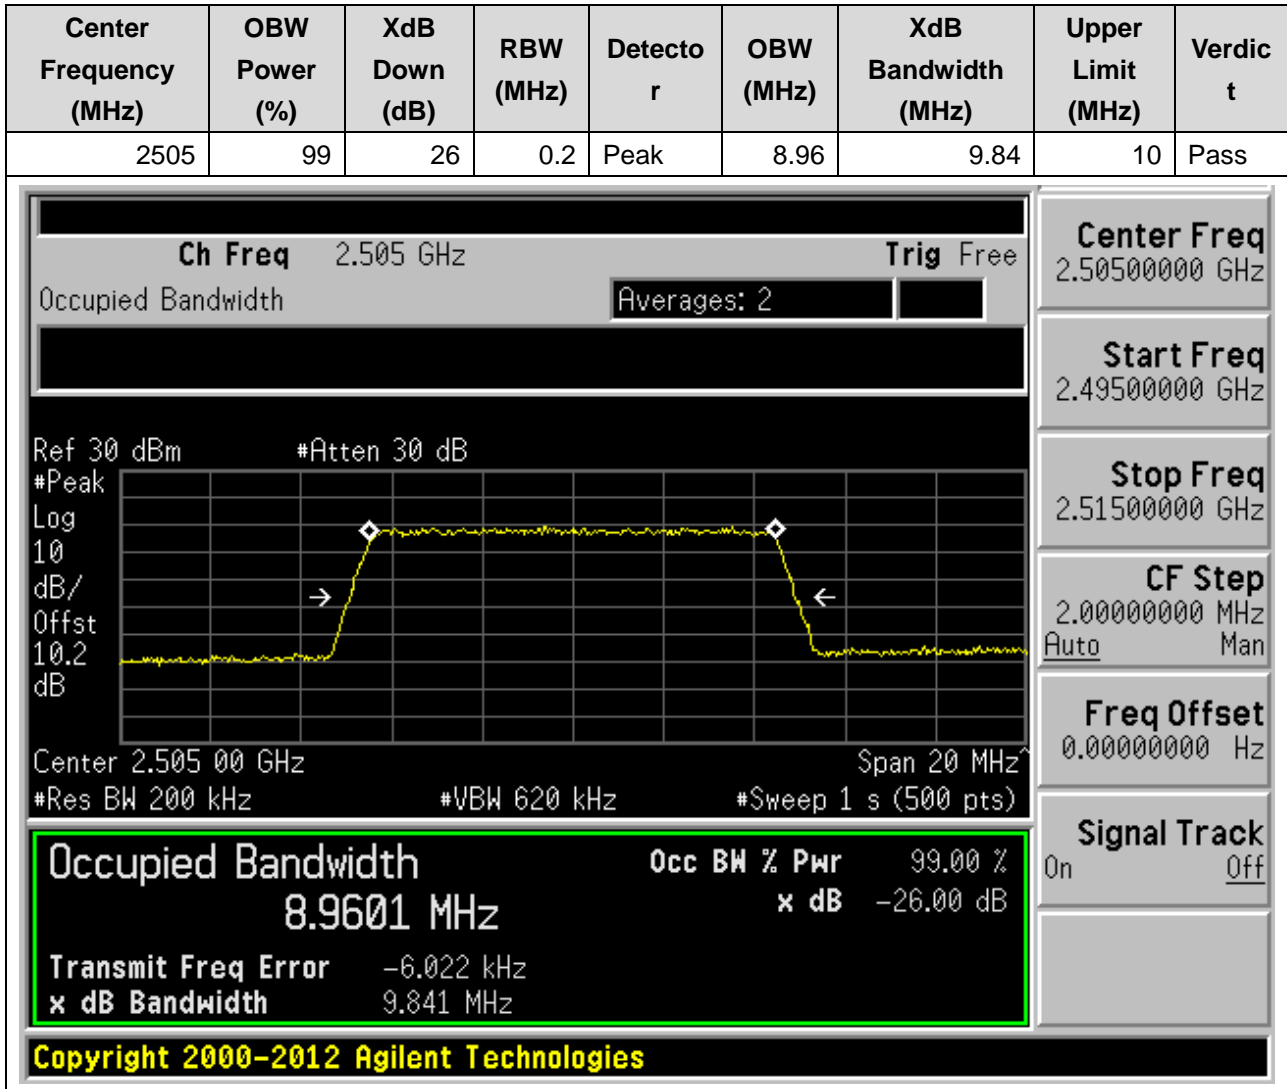 Center Frequency (MHz) OBW Power (%) XdB Down (dB) RBW (MHz) Detecto r OBW (MHz) XdB Bandwidth (MHz) Upper Limit (MHz) Verdic t
2505 99 26 0.2 Peak 8.96 9.84 10 Pass
Ch Freq 2.505 GHz Trig Free
Occupied Bandwidth Averages: 2
Ref 30 dBm #Atten 30 dB
#Peak
Log
10
dB/
Offst
10.2
dB
Center 2.505 00 GHz Span 20 MHz^
#Res BW 200 kHz #VBW 620 kHz #Sweep 1 s (500 pts)
Occupied Bandwidth Occ BW % Pwr 99.00 %
8.9601 MHz x dB -26.00 dB
Transmit Freq Error -6.022 kHz
x dB Bandwidth 9.841 MHz
Copyright 2000-2012 Agilent Technologies
Center Freq
2.50500000 GHz
Start Freq
2.49500000 GHz
Stop Freq
2.51500000 GHz
CF Step
2.00000000 MHz
Auto Man
Freq Offset
0.00000000 Hz
Signal Track
On Off